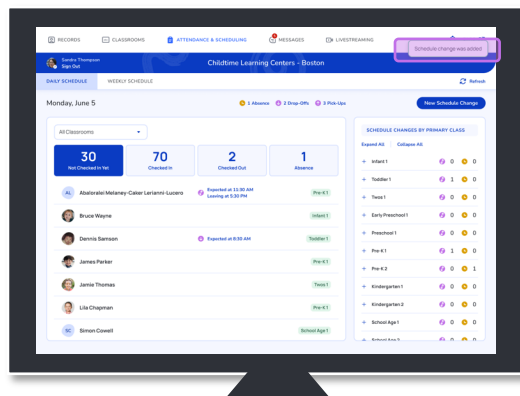 RECORDS
CLASSROOMS
ATTENDANCE & SCHEDULING
MESSAGES
LIVESTREAMING
Schedule change was added
Sandra Thompson
Sign Out
Childtime Learning Centers - Boston
DAILY SCHEDULE
WEEKLY SCHEDULE
Refresh
Monday, June 5
1 Absence
2 Drop-Offs
3 Pick-Ups
New Schedule Change
All Classrooms
30
Not Checked In Yet
70
Checked In
2
Checked Out
1
Absence
AL Abaloralei Melaney-Caker Lerianni-Lucero
Expected at 11:30 AM
Leaving at 5:30 PM
Pre-K 1
Bruce Wayne
Infant 1
Dennis Samson
Expected at 8:30 AM
Toddler 1
James Parker
Pre-K 1
Jamie Thomas
Twos 1
Lila Chapman
Pre-K 1
SC Simon Cowell
School Age 1
SCHEDULE CHANGES BY PRIMARY CLASS
Expand All
Collapse All
+ Infant 1 0 0
+ Toddler 1 1 0
+ Twos 1 0 0
+ Early Preschool 1 0 0
+ Preschool 1 0 0
+ Pre-K 1 1 0
+ Pre-K 2 0 1
+ Kindergarten 1 0 0
+ Kindergarten 2 0 0
+ School Age 1 0 0
+ School Age 2 0 0